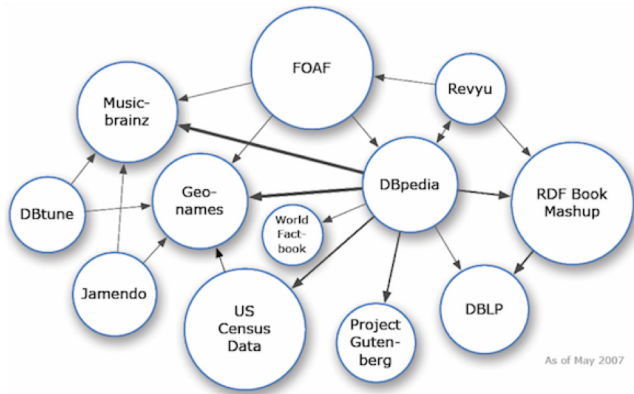 FOAF
Music-
brainz
Revyu
DBpedia
RDF Book
Mashup
Geo-
names
DBtune
World
Fact-
book
Jamendo
US
Census
Data
Project
Guten-
berg
DBLP
As of May 2007